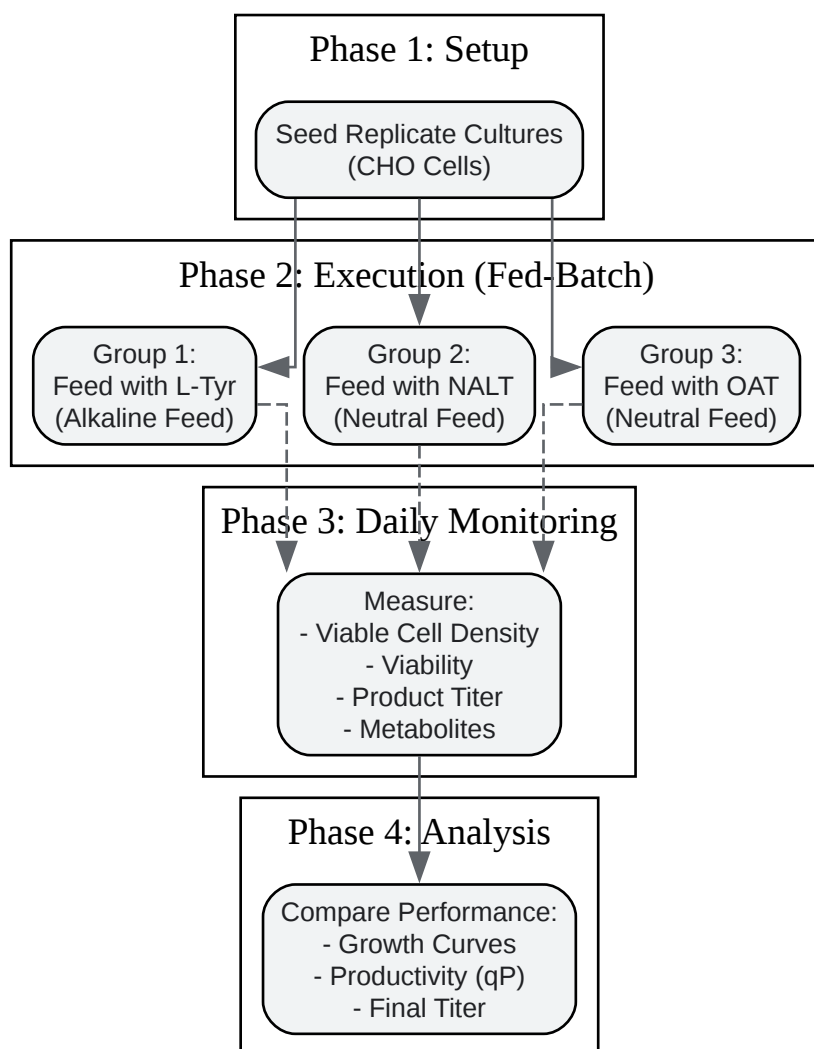 Phase 1: Setup
Seed Replicate Cultures
(CHO Cells)
Phase 2: Execution (Fed-Batch)
Group 1:
Feed with L-Tyr
(Alkaline Feed)
Group 2:
Feed with NALT
(Neutral Feed)
Group 3:
Feed with OAT
(Neutral Feed)
Phase 3: Daily Monitoring
Measure:
- Viable Cell Density
- Viability
- Product Titer
- Metabolites
Phase 4: Analysis
Compare Performance:
- Growth Curves
- Productivity (qP)
- Final Titer